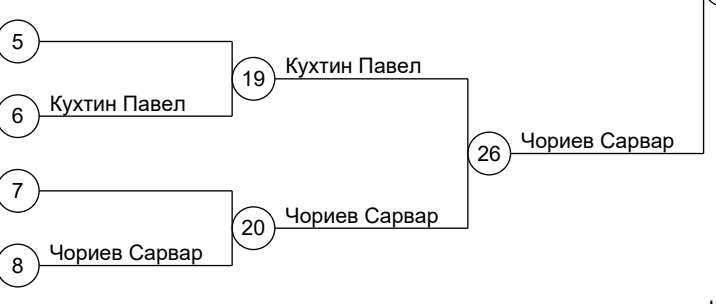 5
19 Кухтин Павел
6 Кухтин Павел
26 Чориев Сарвар
7
20 Чориев Сарвар
8 Чориев Сарвар